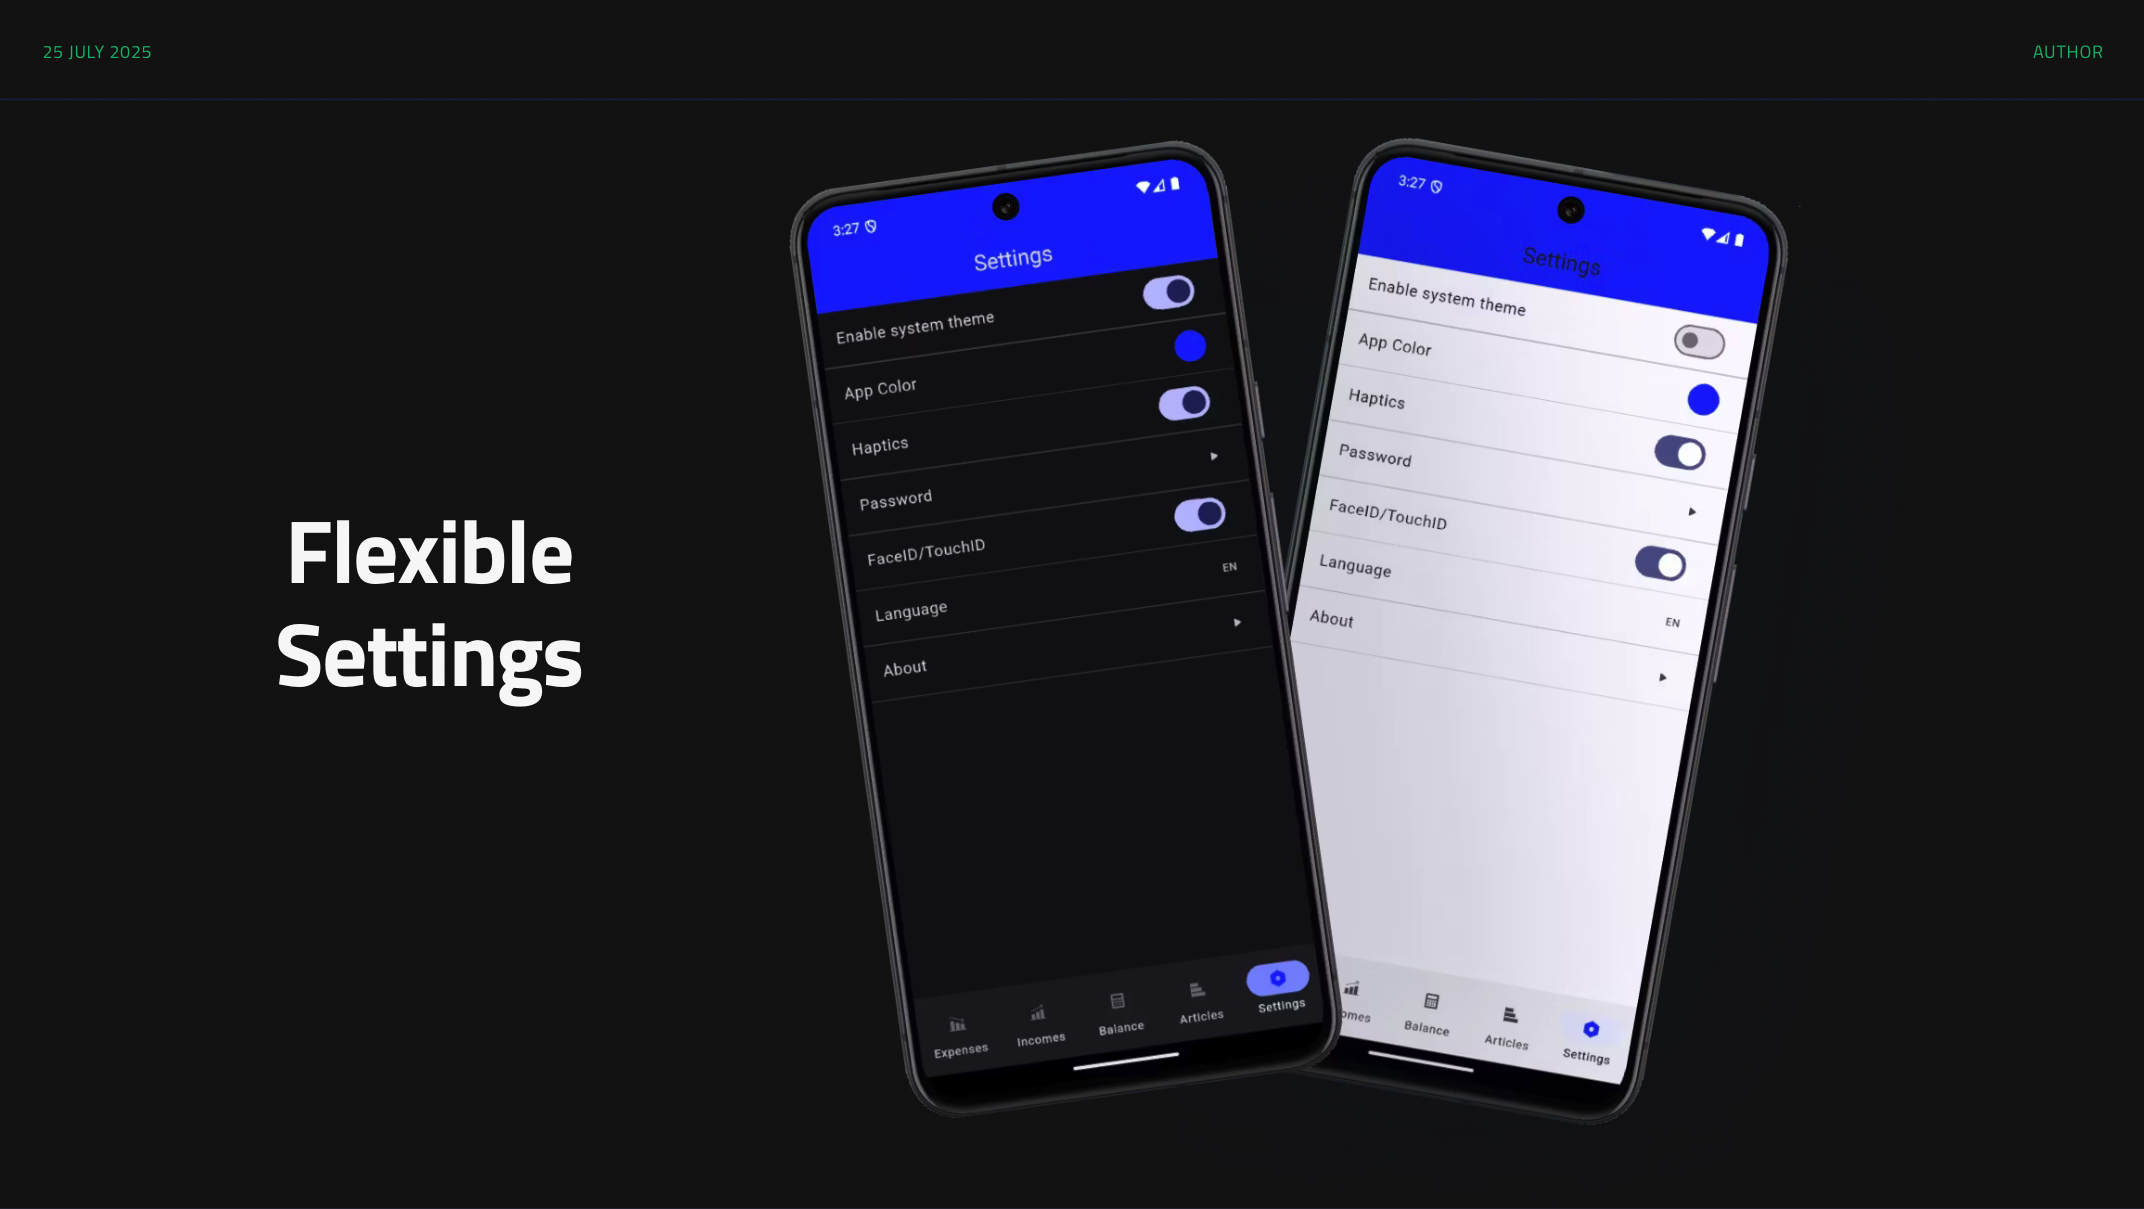 25 JULY 2025
AUTHOR
Flexible
Settings
3:27
Settings
Enable system theme
App Color
Haptics
Password
FaceID/TouchID
EN
Language
About
Expenses
Incomes
Balance
Articles
Settings
3:27
Settings
Enable system theme
App Color
Haptics
Password
FaceID/TouchID
Language
EN
About
omes
Balance
Articles
Settings